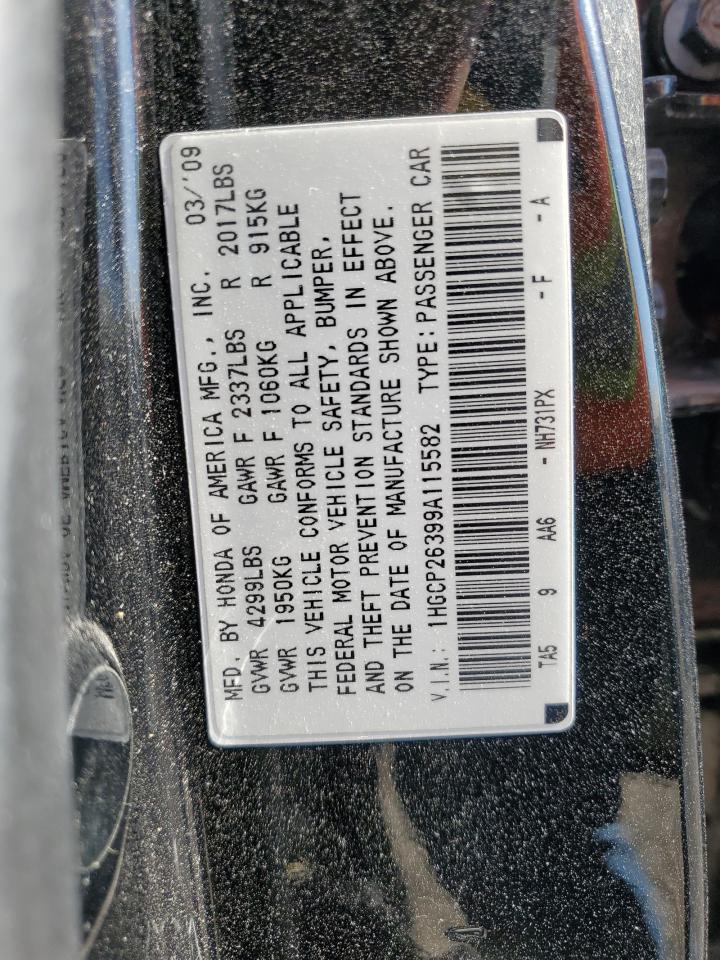 MFD. BY HONDA OF AMERICA MFG., INC. 03/'09
GVWR 4299LBS GAWR F 2337LBS R 2017LBS
GVWR 1950KG GAWR F 1060KG R 915KG
THIS VEHICLE CONFORMS TO ALL APPLICABLE
FEDERAL MOTOR VEHICLE SAFETY, BUMPER,
AND THEFT PREVENTION STANDARDS IN EFFECT
ON THE DATE OF MANUFACTURE SHOWN ABOVE.
V.I.N.: 1HGCP26399A115582 TYPE: PASSENGER CAR
TA5 9 AA6 - NH731PX - F - A